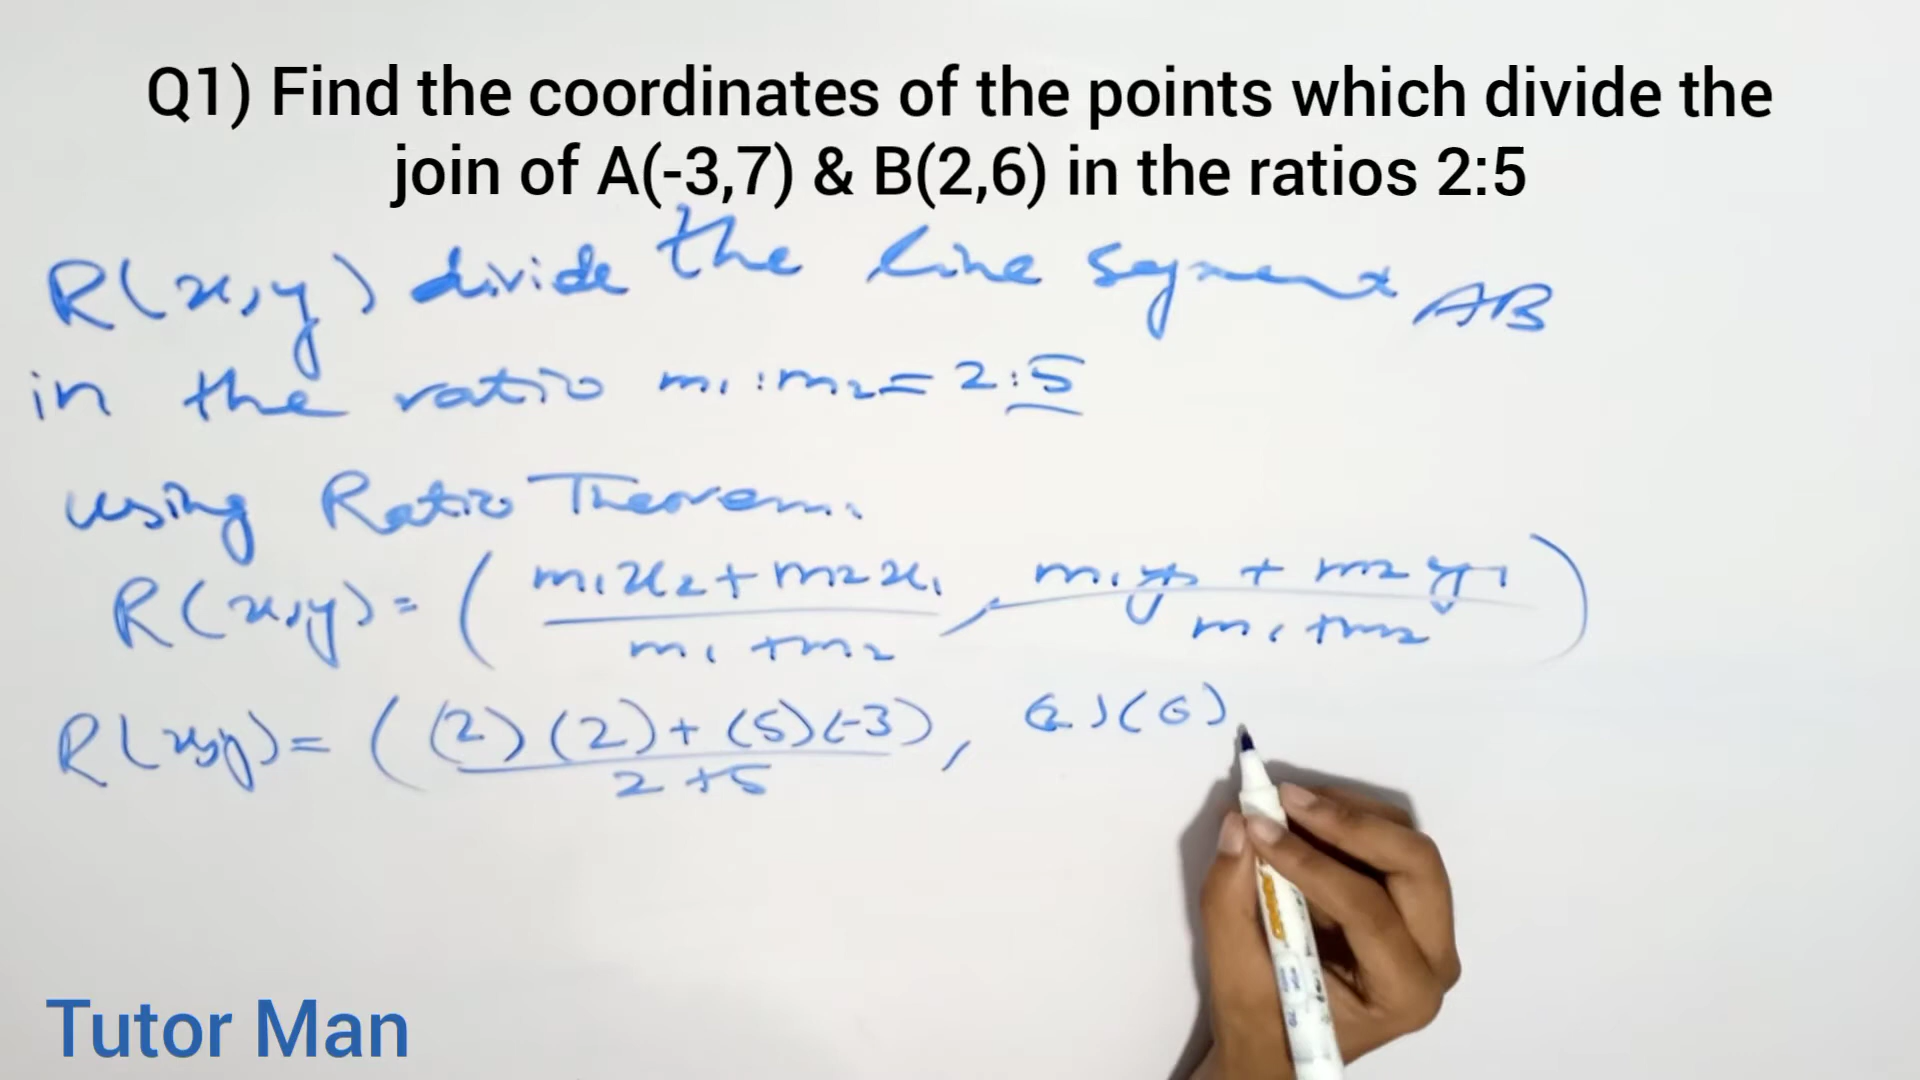 Q1) Find the coordinates of the points which divide the
join of A(-3,7) & B(2,6) in the ratios 2:5
R(x,y) divide the line segment AB
in the ratio m₁:m₂=2:5
using Ratio Theorem.
R(x,y)=(m₁x₂+m₂x₁/m₁+m₂, m₁y₂+m₂y₁/m₁+m₂)
R(x,y)=((2)(2)+(5)(-3)/2+5, (2)(6)
Tutor Man